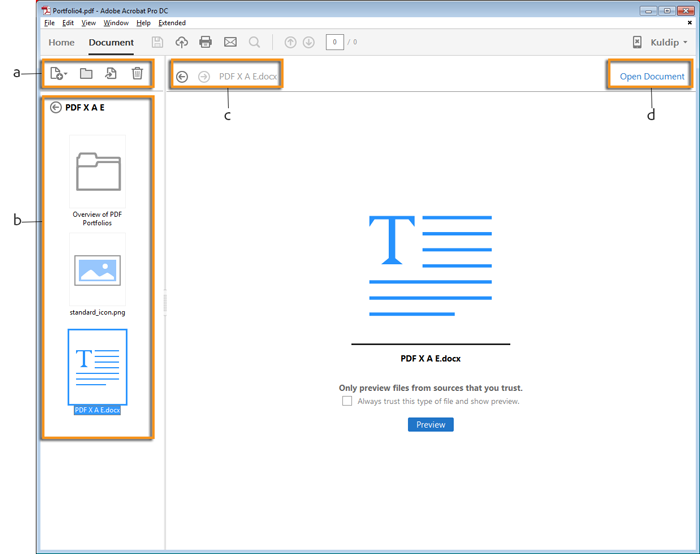 Portfolio4.pdf - Adobe Acrobat Pro DC
File Edit View Window Help Extended
Home Document 0 / 0 Kuldip
a
PDF X A E.docx
Open Document
c
d
PDF X A E
b
Overview of PDF
Portfolios
standard_icon.png
PDF X A E.docx
T
PDF X A E.docx
Only preview files from sources that you trust.
Always trust this type of file and show preview.
Preview